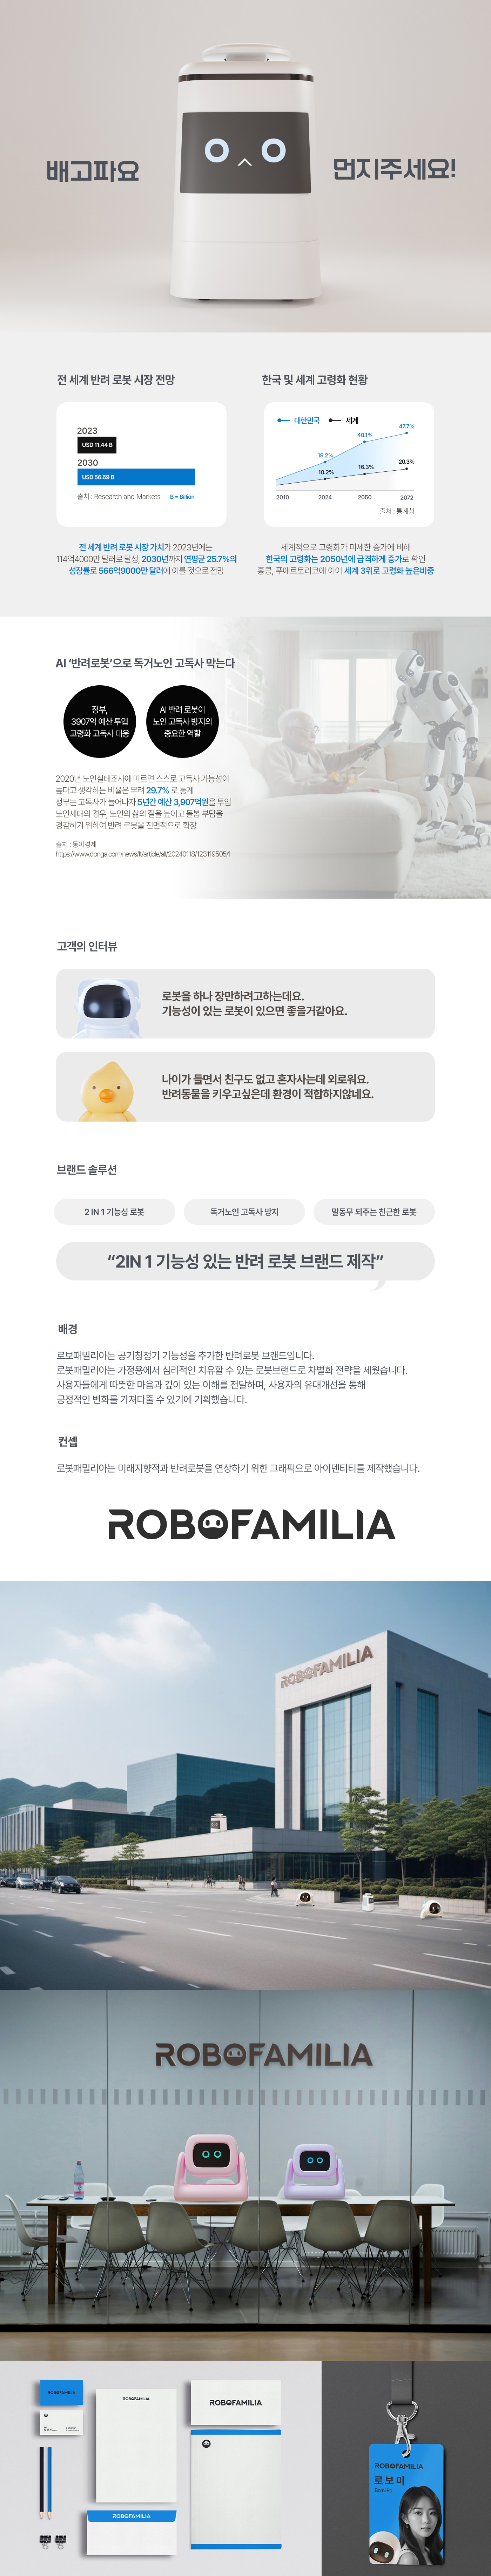 배고파요
먼지주세요!
전 세계 반려 로봇 시장 전망
2023
USD 11.44 B
2030
USD 56.69 B
출처 : Research and Markets B = Billion
전 세계 반려 로봇 시장 가치가 2023년에는
114억4000만 달러로 달성, 2030년까지 연평균 25.7%의
성장률로 566억9000만 달러에 이를 것으로 전망
한국 및 세계 고령화 현황
대한민국 세계
47.7%
40.1%
19.2%
20.3%
16.3%
10.2%
2010 2024 2050 2072
출처 : 통계청
세계적으로 고령화가 미세한 증가에 비해
한국의 고령화는 2050년에 급격하게 증가로 확인
홍콩, 푸에르토리코에 이어 세계 3위로 고령화 높은비중
AI ‘반려로봇’으로 독거노인 고독사 막는다
정부,
3907억 예산 투입
고령화 고독사 대응
AI 반려 로봇이
노인 고독사 방지의
중요한 역할
2020년 노인실태조사에 따르면 스스로 고독사 가능성이
높다고 생각하는 비율은 무려 29.7% 로 통계
정부는 고독사가 늘어나자 5년간 예산 3,907억원을 투입
노인세대의 경우, 노인의 삶의 질을 높이고 돌봄 부담을
경감하기 위하여 반려 로봇을 전면적으로 확장
출처 : 동아경제
https://www.donga.com/news/It/article/all/20240118/123119505/1
고객의 인터뷰
로봇을 하나 장만하려고하는데요.
기능성이 있는 로봇이 있으면 좋을거같아요.
나이가 들면서 친구도 없고 혼자사는데 외로워요.
반려동물을 키우고싶은데 환경이 적합하지않네요.
브랜드 솔루션
2 IN 1 기능성 로봇
독거노인 고독사 방지
말동무 되주는 친근한 로봇
“2IN 1 기능성 있는 반려 로봇 브랜드 제작”
배경
로보패밀리아는 공기청정기 기능성을 추가한 반려로봇 브랜드입니다.
로봇패밀리아는 가정용에서 심리적인 치유할 수 있는 로봇브랜드로 차별화 전략을 세웠습니다.
사용자들에게 따뜻한 마음과 깊이 있는 이해를 전달하며, 사용자의 유대개선을 통해
긍정적인 변화를 가져다줄 수 있기에 기획했습니다.
컨셉
로봇패밀리아는 미래지향적과 반려로봇을 연상하기 위한 그래픽으로 아이덴티티를 제작했습니다.
ROBOFAMILIA
ROBOFAMILIA
ROBOFAMILIA
ROBOFAMILIA
ROBOFAMILIA
ROBOFAMILIA
ROBOFAMILIA
ROBOFAMILIA
로 보 미